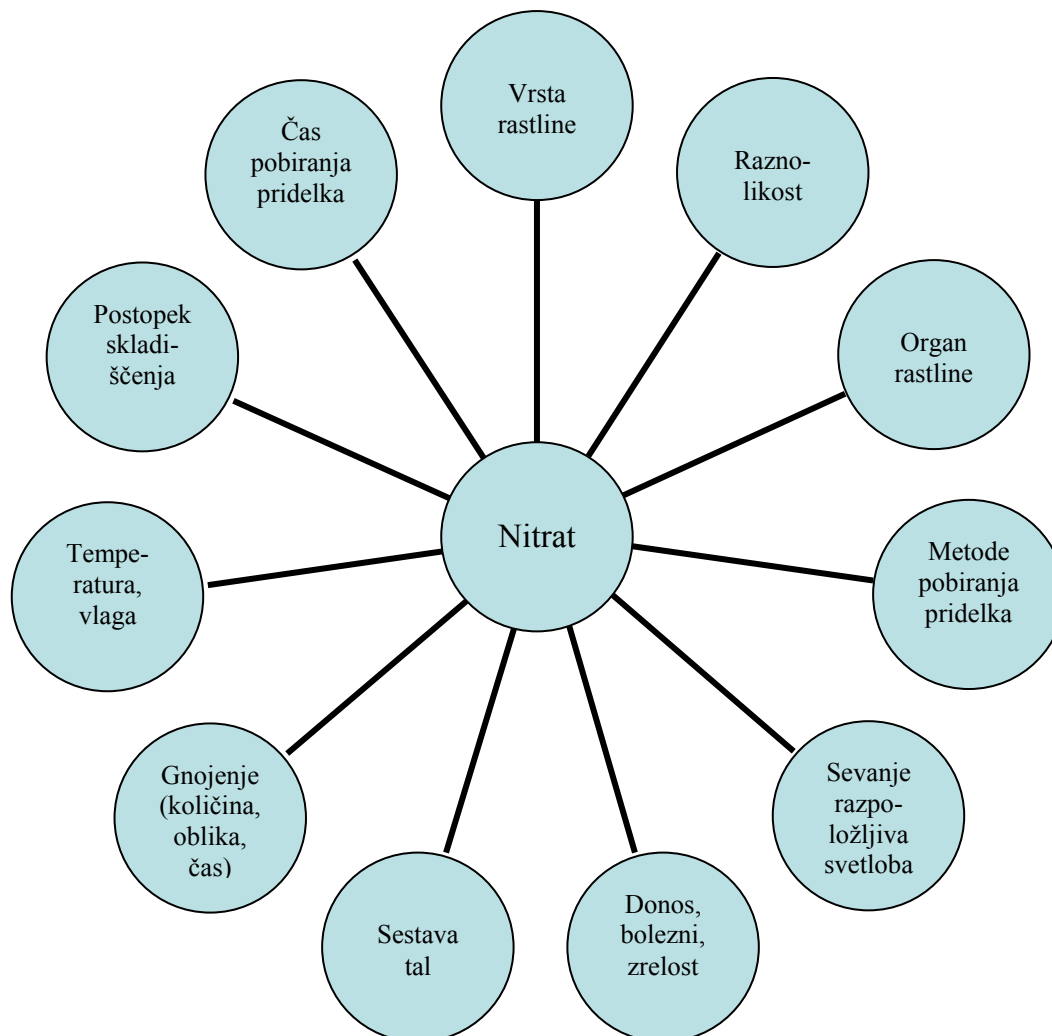 Vrsta
rastline
Razno-
likost
Organ
rastline
Metode
pobiranja
pridelka
Sevanje
razpo-
ložljiva
svetloba
Donos,
bolezni,
zrelost
Sestava
tal
Gnojenje
(količina,
oblika,
čas)
Tempe-
ratura,
vlaga
Postopek
skladi-
ščenja
Čas
pobiranja
pridelka
Nitrat